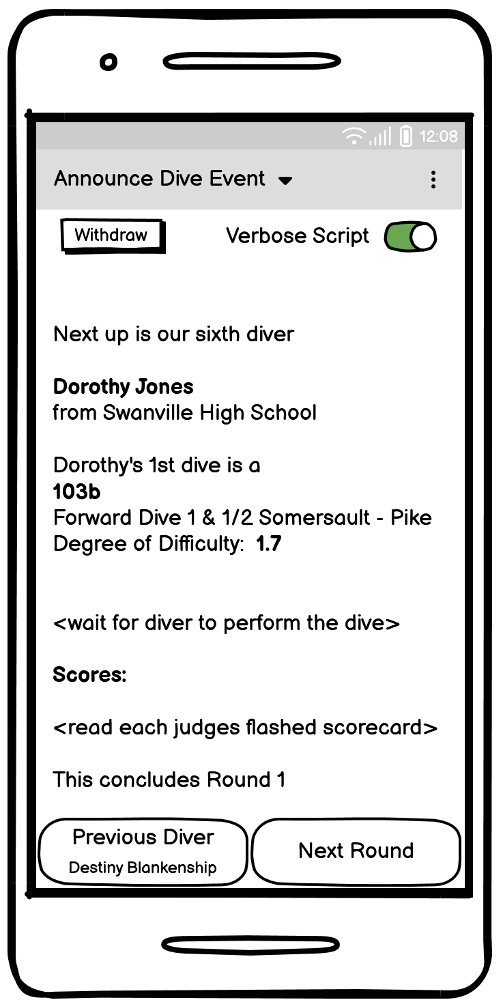 12:08
Announce Dive Event
Withdraw
Verbose Script
Next up is our sixth diver
Dorothy Jones
from Swanville High School
Dorothy's 1st dive is a
103b
Forward Dive 1 & 1/2 Somersault - Pike
Degree of Difficulty: 1.7
<wait for diver to perform the dive>
Scores:
<read each judges flashed scorecard>
This concludes Round 1
Previous Diver
Destiny Blankenship
Next Round